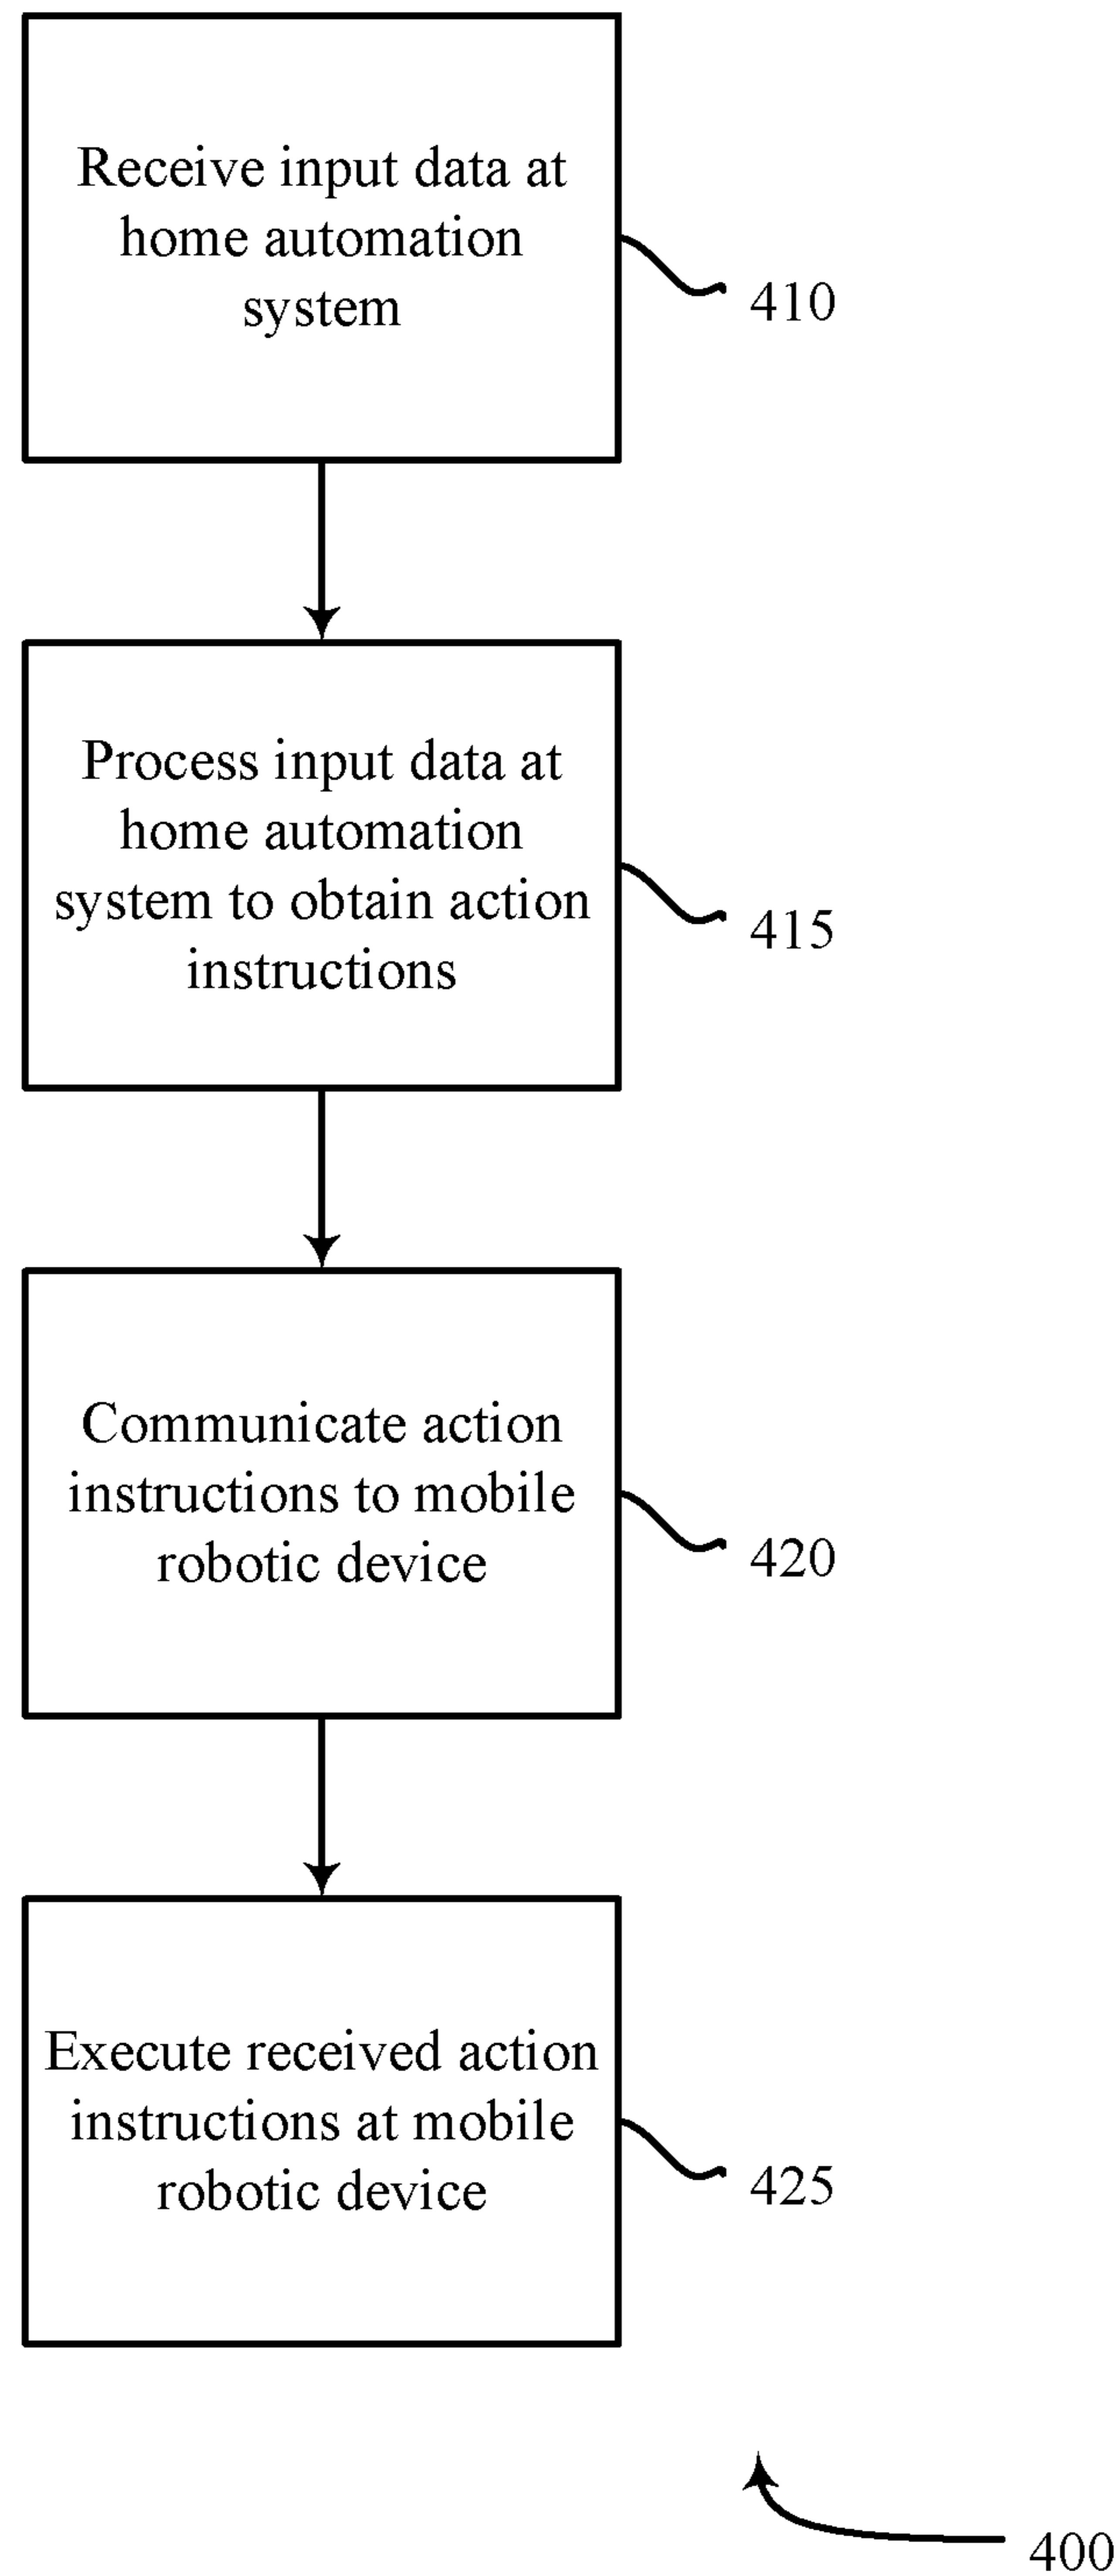 Receive input data at
home automation
system
410
Process input data at
home automation
system to obtain action
instructions
415
Communicate action
instructions to mobile
robotic device
420
Execute received action
instructions at mobile
robotic device
425
400